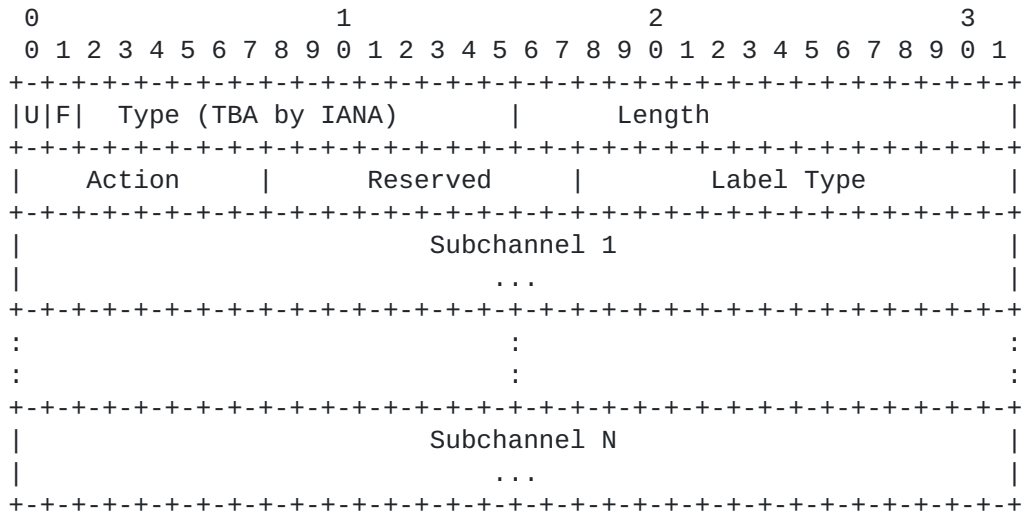 0                   1                   2                   3
 0 1 2 3 4 5 6 7 8 9 0 1 2 3 4 5 6 7 8 9 0 1 2 3 4 5 6 7 8 9 0 1
+-+-+-+-+-+-+-+-+-+-+-+-+-+-+-+-+-+-+-+-+-+-+-+-+-+-+-+-+-+-+-+-+
|U|F|  Type (TBA by IANA)       |      Length                   |
+-+-+-+-+-+-+-+-+-+-+-+-+-+-+-+-+-+-+-+-+-+-+-+-+-+-+-+-+-+-+-+-+
|    Action     |      Reserved     |        Label Type         |
+-+-+-+-+-+-+-+-+-+-+-+-+-+-+-+-+-+-+-+-+-+-+-+-+-+-+-+-+-+-+-+-+
|                          Subchannel 1                         |
|                              ...                              |
+-+-+-+-+-+-+-+-+-+-+-+-+-+-+-+-+-+-+-+-+-+-+-+-+-+-+-+-+-+-+-+-+
:                               :                               :
:                               :                               :
+-+-+-+-+-+-+-+-+-+-+-+-+-+-+-+-+-+-+-+-+-+-+-+-+-+-+-+-+-+-+-+-+
|                          Subchannel N                         |
|                              ...                              |
+-+-+-+-+-+-+-+-+-+-+-+-+-+-+-+-+-+-+-+-+-+-+-+-+-+-+-+-+-+-+-+-+